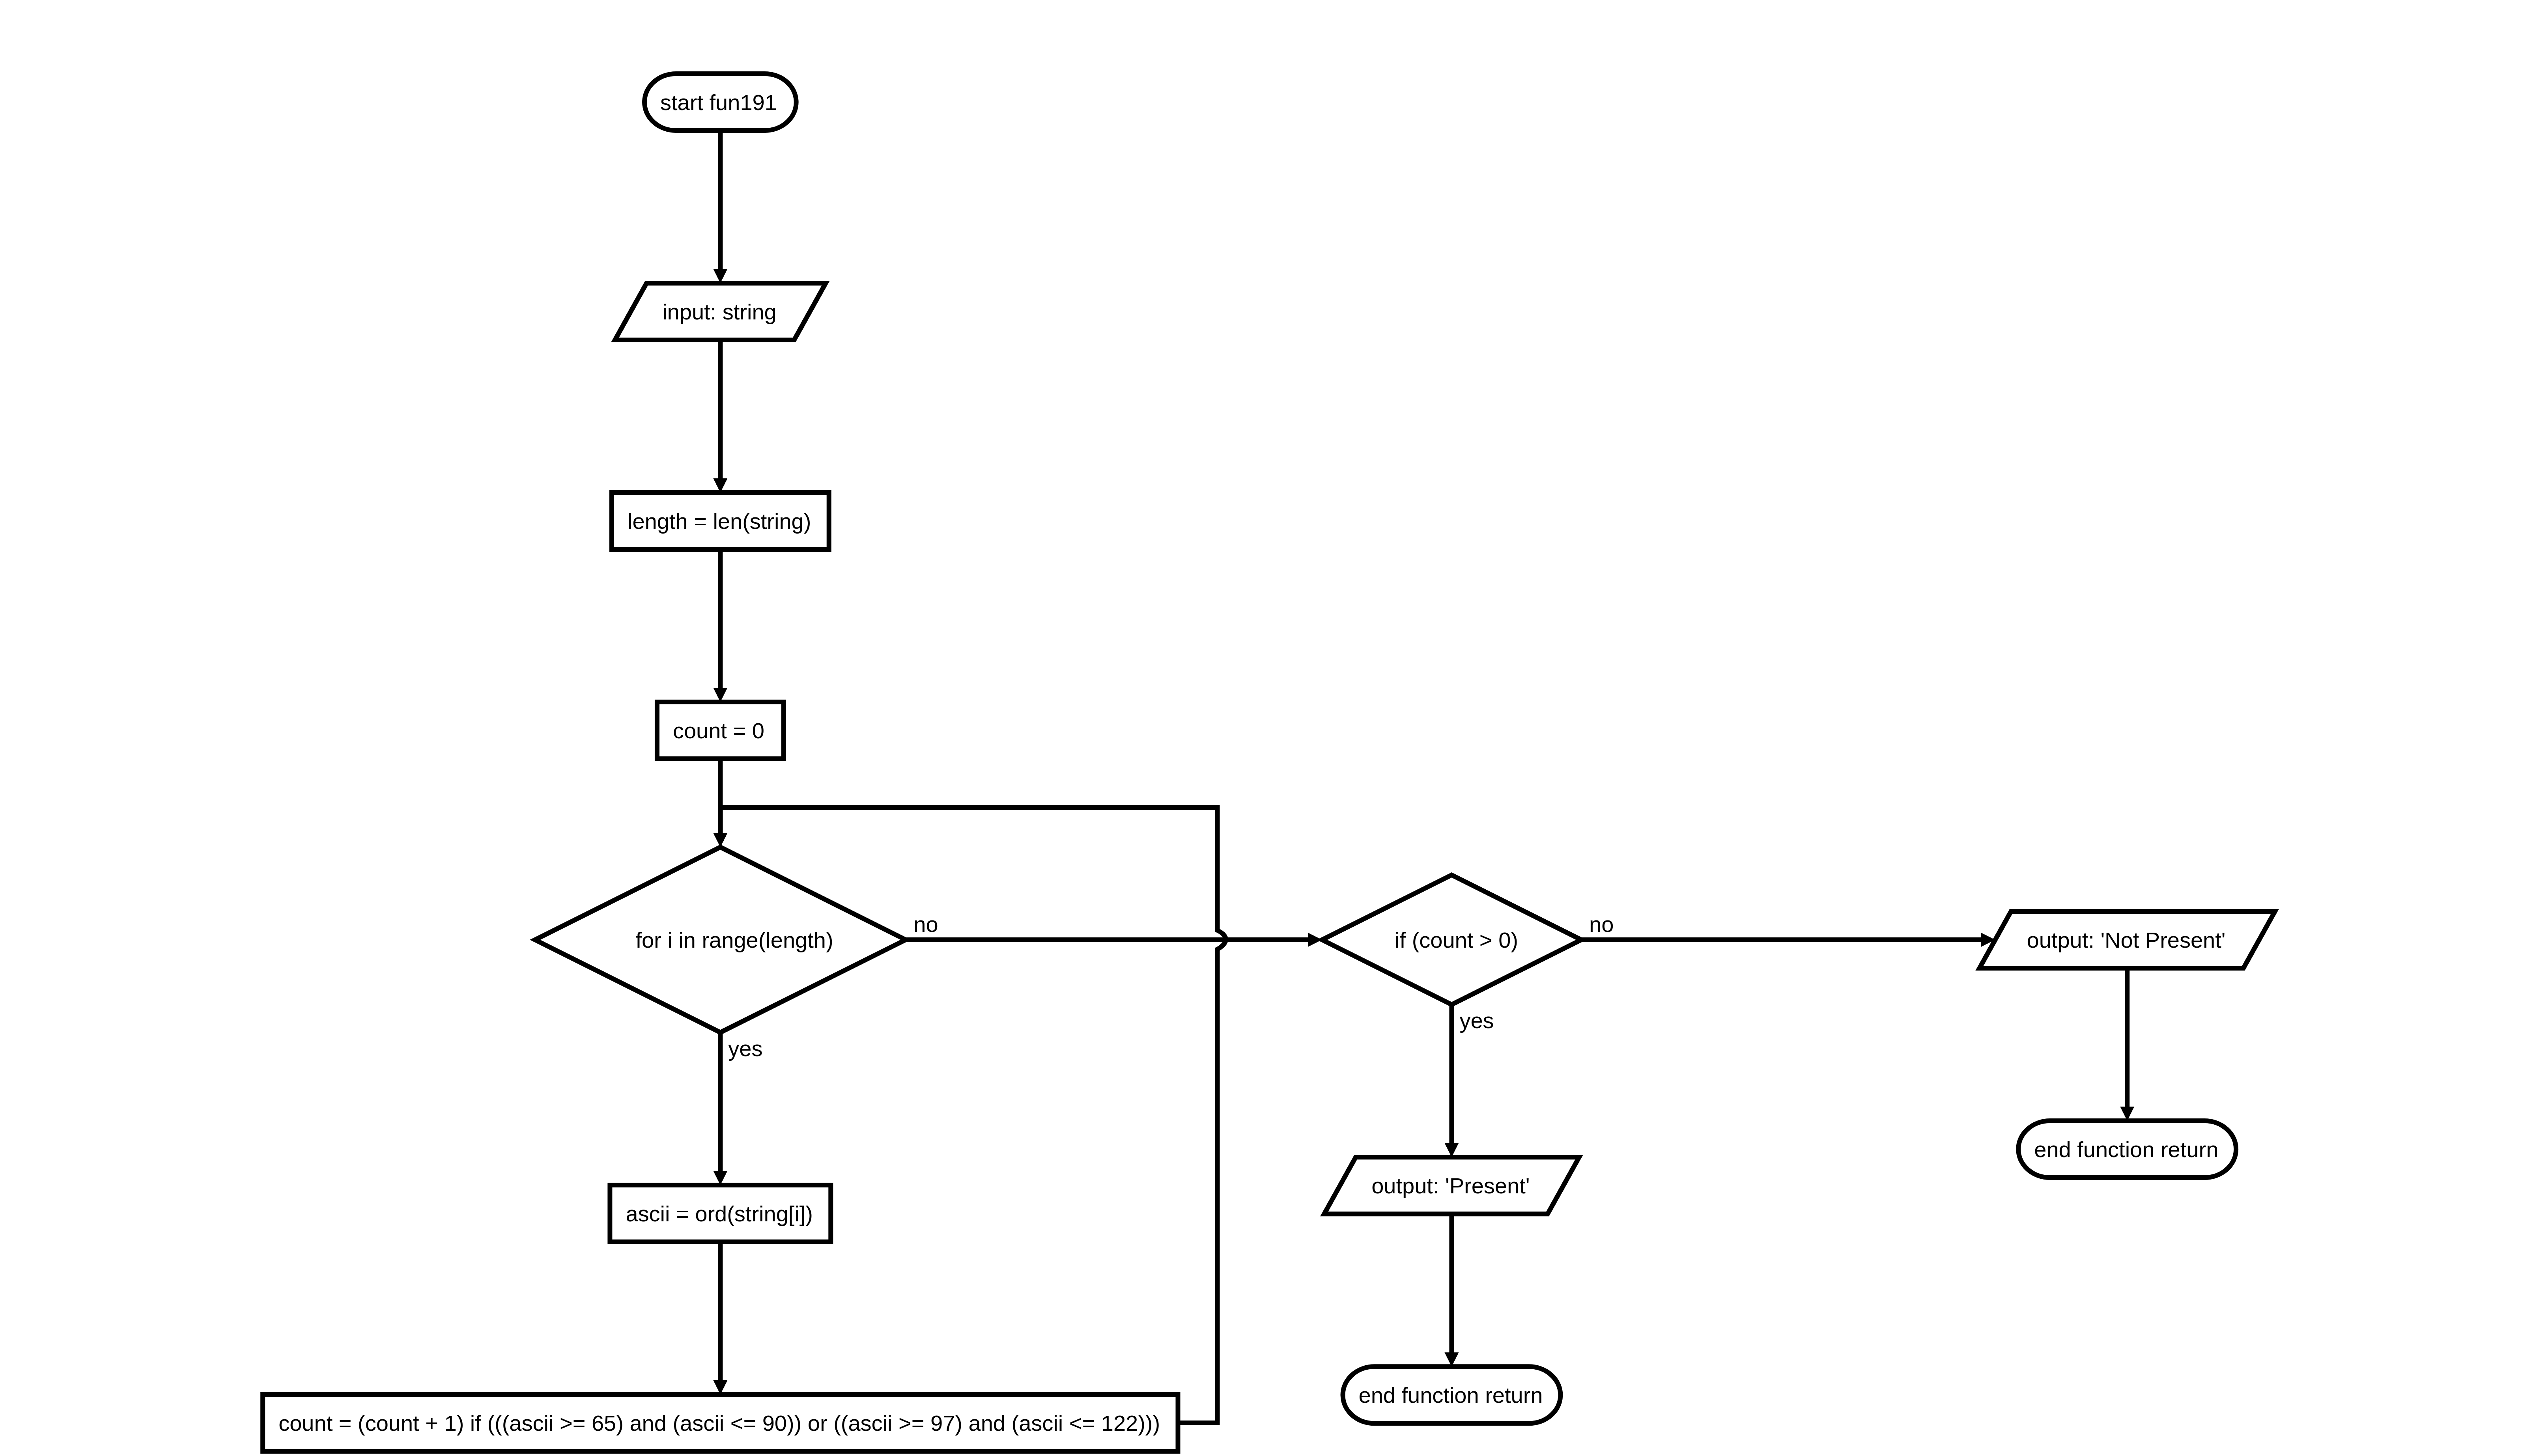 start fun191
input: string
length = len(string)
count = 0
for i in range(length)
no
yes
ascii = ord(string[i])
count = (count + 1) if (((ascii >= 65) and (ascii <= 90)) or ((ascii >= 97) and (ascii <= 122)))
if (count > 0)
no
yes
output: 'Present'
end function return
output: 'Not Present'
end function return